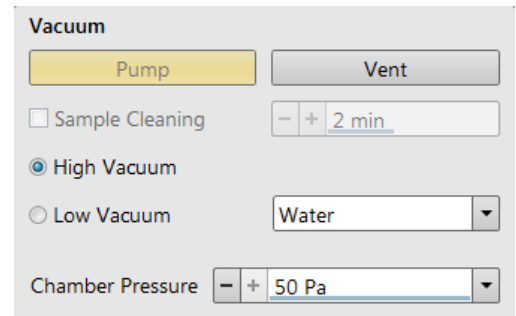 Vacuum
Pump Vent
Sample Cleaning − + 2 min
High Vacuum
Low Vacuum Water
Chamber Pressure − + 50 Pa